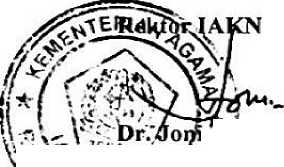 Rektor IAKN
KEMENTERIAN AGAMA
Dr. Joni